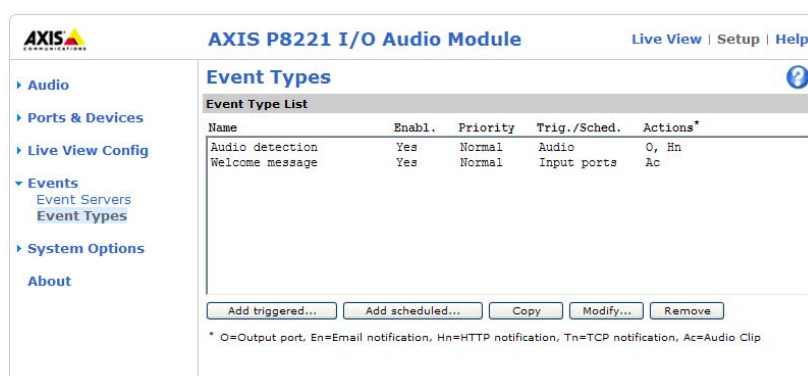 AXIS COMMUNICATIONS
AXIS P8221 I/O Audio Module
Live View | Setup | Help
Audio
Ports & Devices
Live View Config
Events
Event Servers
Event Types
System Options
About
Event Types
Event Type List
Name Enabl. Priority Trig./Sched. Actions*
Audio detection Yes Normal Audio O, Hn
Welcome message Yes Normal Input ports Ac
Add triggered... Add scheduled... Copy Modify... Remove
* O=Output port, En=Email notification, Hn=HTTP notification, Tn=TCP notification, Ac=Audio Clip